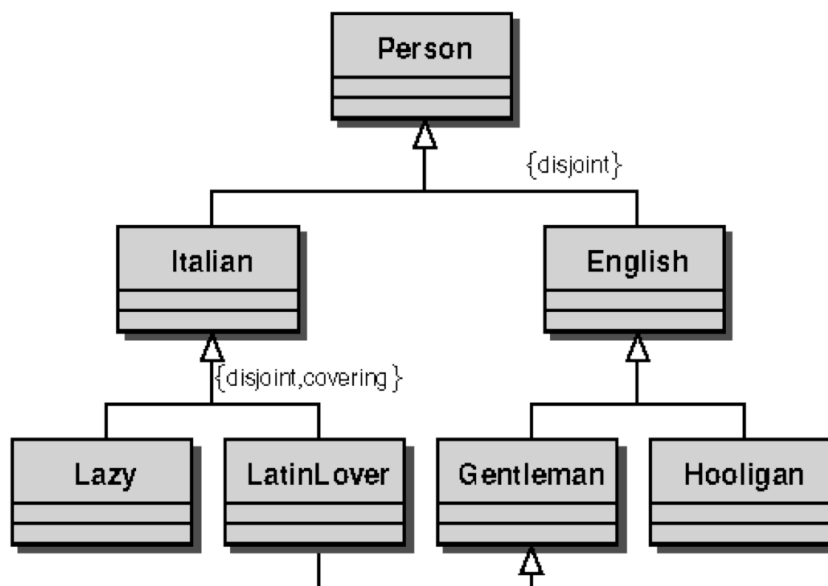 Person
{disjoint}
Italian
English
{disjoint,covering}
Lazy
LatinLover
Gentleman
Hooligan